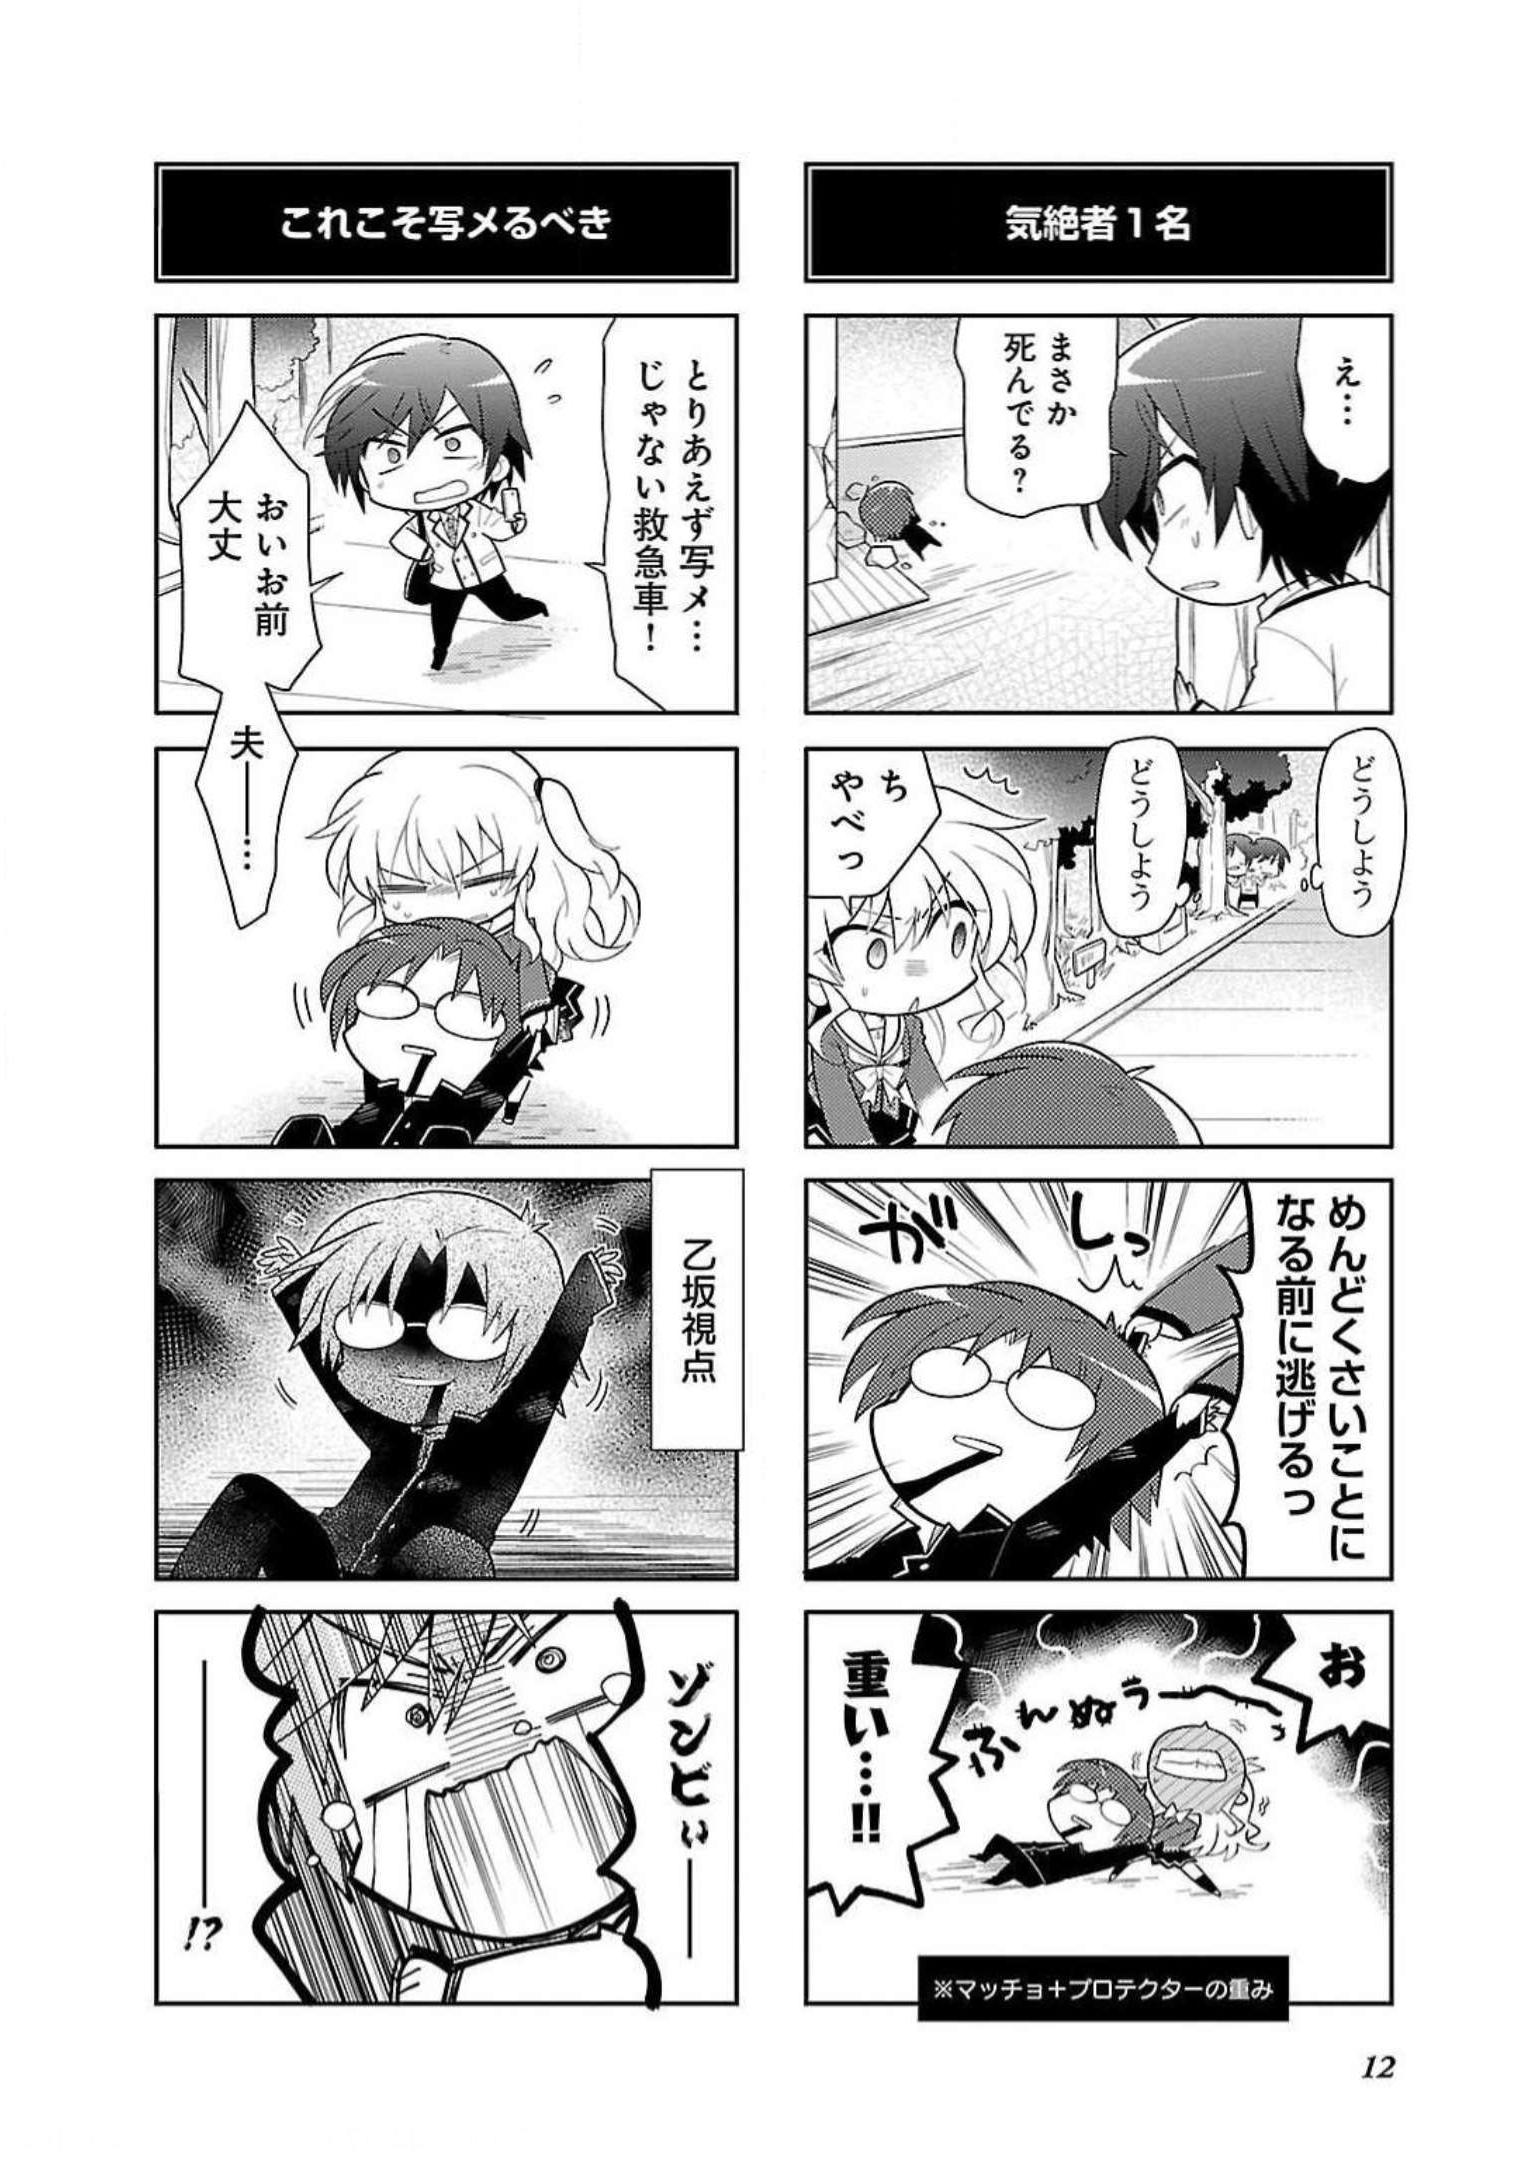 気絶者1名
え…
まさか
死んでる?
どうしよう
どうしよう
ち
やべっ
めんどくさいことに
なる前に逃げるっ
がしっ
お
ふんぬぅーっ
重い…!!
※マッチョ+プロテクターの重み
これこそ写メるべき
とりあえず写メ…
じゃない救急車!
おいお前
大丈
夫――…
乙坂視点
ゾンビぃ――
――!?
12